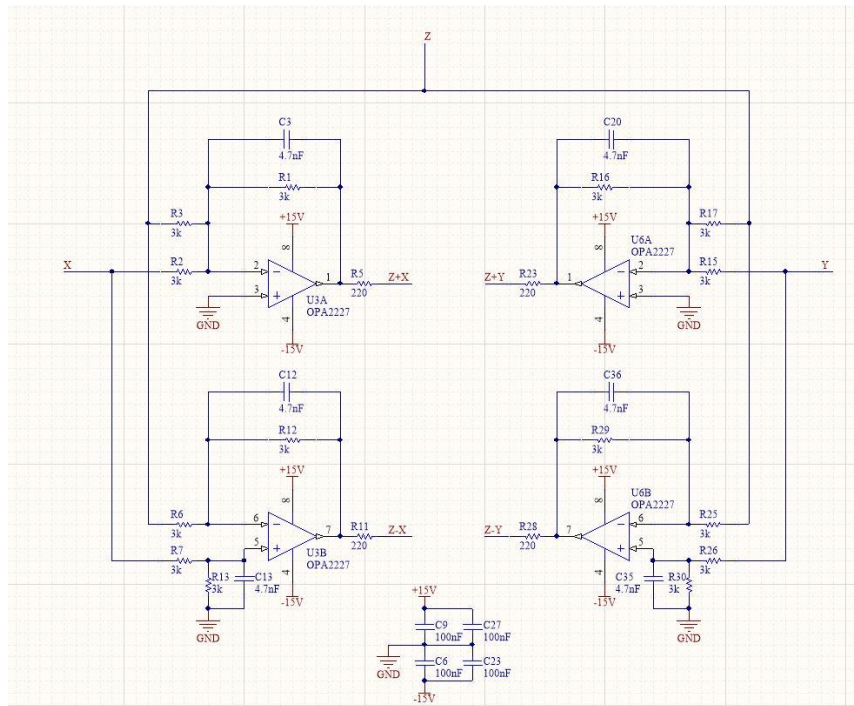 Z
C3
4.7nF
R1
3k
+15V
R3
3k
X
R2
3k
8
2
3
1
R5
220
Z+X
U3A
OPA2227
GND
4
-15V
C20
4.7nF
R16
3k
+15V
R17
3k
U6A
OPA2227
8
Z+Y
R23
220
1
2
3
R15
3k
Y
GND
4
-15V
C12
4.7nF
R12
3k
+15V
8
R6
3k
6
5
7
R11
220
Z-X
R7
3k
U3B
OPA2227
R13
3k
C13
4.7nF
4
-15V
GND
C36
4.7nF
R29
3k
+15V
U6B
OPA2227
8
Z-Y
R28
220
7
6
5
R25
3k
R26
3k
C35
4.7nF
R30
3k
4
-15V
GND
+15V
C9
100nF
C27
100nF
GND
C6
100nF
C23
100nF
-15V